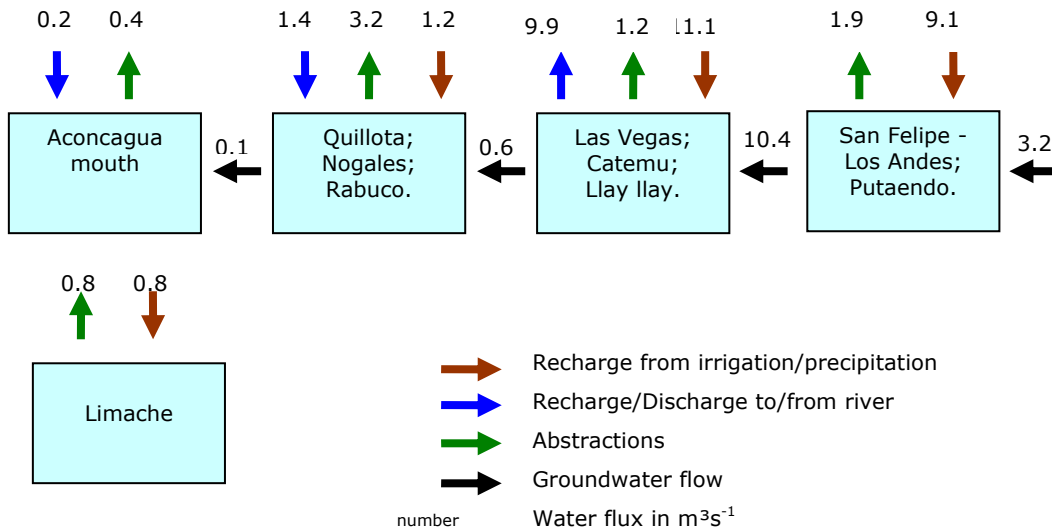 0.2 0.4 1.4 3.2 1.2 9.9 1.2 11.1 1.9 9.1
Aconcagua
mouth
0.1
Quillota;
Nogales;
Rabuco.
0.6
Las Vegas;
Catemu;
Llay llay.
10.4
San Felipe -
Los Andes;
Putaendo.
3.2
0.8 0.8
Limache
Recharge from irrigation/precipitation
Recharge/Discharge to/from river
Abstractions
Groundwater flow
number Water flux in m³s⁻¹